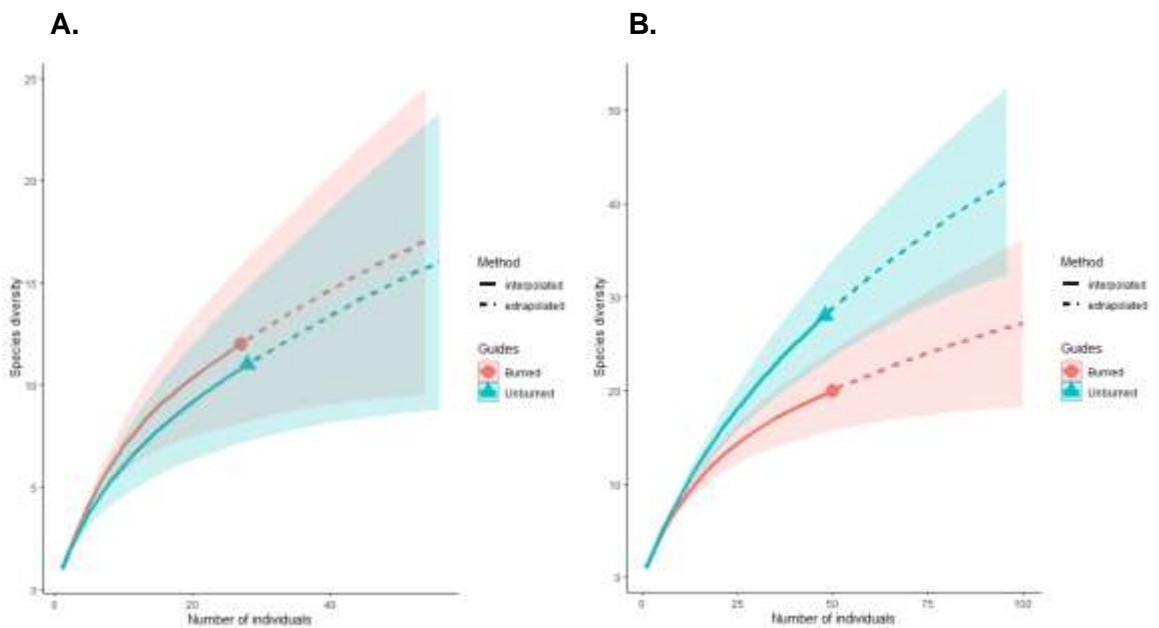 A.
25
20
15
10
5
0
0
20
40
Species diversity
Number of individuals
Method
interpolated
extrapolated
Guides
Burned
Unburned
B.
50
40
30
20
10
0
0
25
50
75
100
Species diversity
Number of individuals
Method
interpolated
extrapolated
Guides
Burned
Unburned